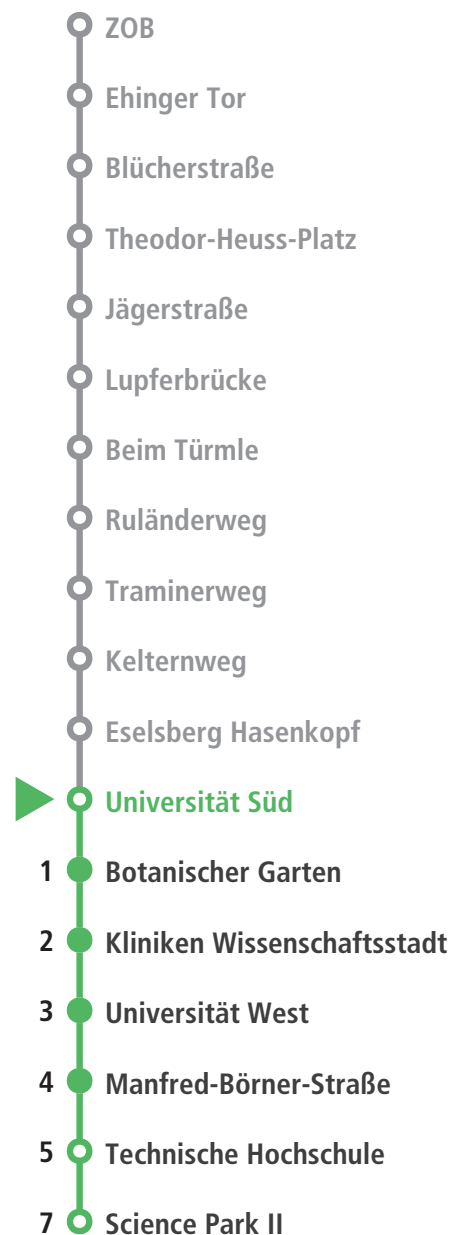 ZOB
Ehinger Tor
Blücherstraße
Theodor-Heuss-Platz
Jägerstraße
Lupferbrücke
Beim Türmle
Ruländerweg
Traminerweg
Kelternweg
Eselsberg Hasenkopf
Universität Süd
1 Botanischer Garten
2 Kliniken Wissenschaftsstadt
3 Universität West
4 Manfred-Börner-Straße
5 Technische Hochschule
7 Science Park II